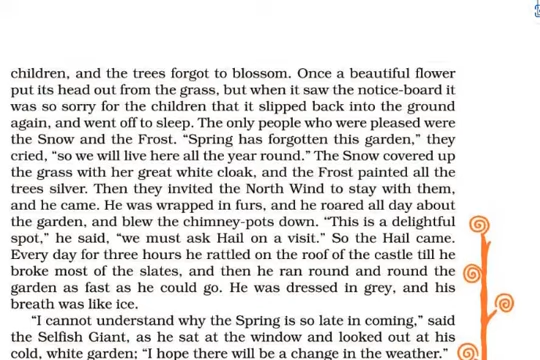 children, and the trees forgot to blossom. Once a beautiful flower
put its head out from the grass, but when it saw the notice-board it
was so sorry for the children that it slipped back into the ground
again, and went off to sleep. The only people who were pleased were
the Snow and the Frost. “Spring has forgotten this garden,” they
cried, “so we will live here all the year round.” The Snow covered up
the grass with her great white cloak, and the Frost painted all the
trees silver. Then they invited the North Wind to stay with them,
and he came. He was wrapped in furs, and he roared all day about
the garden, and blew the chimney-pots down. “This is a delightful
spot,” he said, “we must ask Hail on a visit.” So the Hail came.
Every day for three hours he rattled on the roof of the castle till he
broke most of the slates, and then he ran round and round the
garden as fast as he could go. He was dressed in grey, and his
breath was like ice.
“I cannot understand why the Spring is so late in coming,” said
the Selfish Giant, as he sat at the window and looked out at his
cold, white garden; “I hope there will be a change in the weather.”